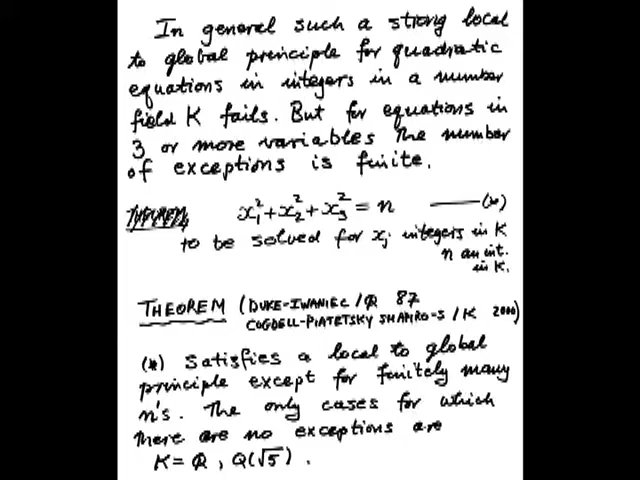 In general such a strong local
to global principle for quadratic
equations in integers in a number
field K fails. But for equations in
3 or more variables the number
of exceptions is finite.
x₁² + x₂² + x₃² = n —— (*)
to be solved for xⱼ integers in K
n an int.
in K.
THEOREM (DUKE-IWANIEC / Q 87
COGDELL-PIATETSKY SHAPIRO-S / K 2000)
(*) satisfies a local to global
principle except for finitely many
n's. The only cases for which
there are no exceptions are
K = Q, Q(√5).